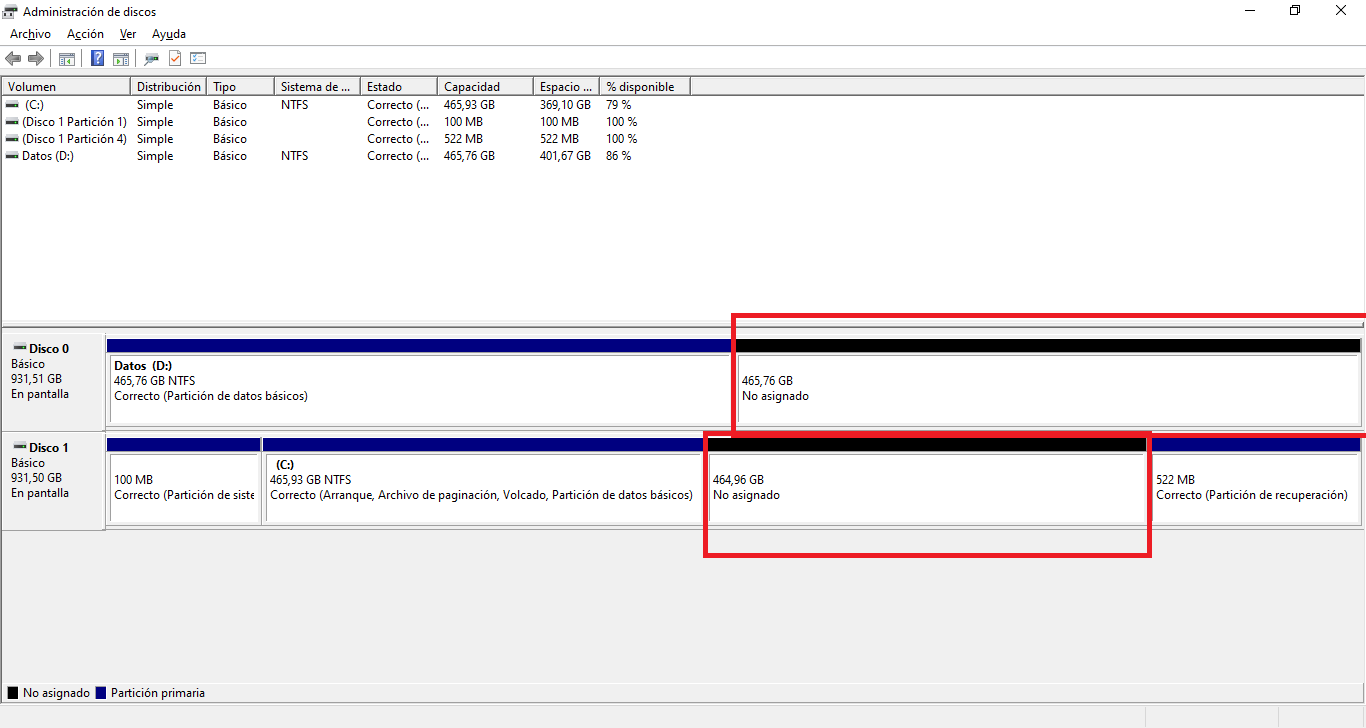 Administración de discos
Archivo Acción Ver Ayuda
Volumen Distribución Tipo Sistema de ... Estado Capacidad Espacio ... % disponible
(C:) Simple Básico NTFS Correcto (... 465,93 GB 369,10 GB 79 %
(Disco 1 Partición 1) Simple Básico Correcto (... 100 MB 100 MB 100 %
(Disco 1 Partición 4) Simple Básico Correcto (... 522 MB 522 MB 100 %
Datos (D:) Simple Básico NTFS Correcto (... 465,76 GB 401,67 GB 86 %
Disco 0
Básico
931,51 GB
En pantalla
Datos (D:)
465,76 GB NTFS
Correcto (Partición de datos básicos)
465,76 GB
No asignado
Disco 1
Básico
931,50 GB
En pantalla
100 MB
Correcto (Partición de siste
(C:)
465,93 GB NTFS
Correcto (Arranque, Archivo de paginación, Volcado, Partición de datos básicos)
464,96 GB
No asignado
522 MB
Correcto (Partición de recuperación)
No asignado Partición primaria